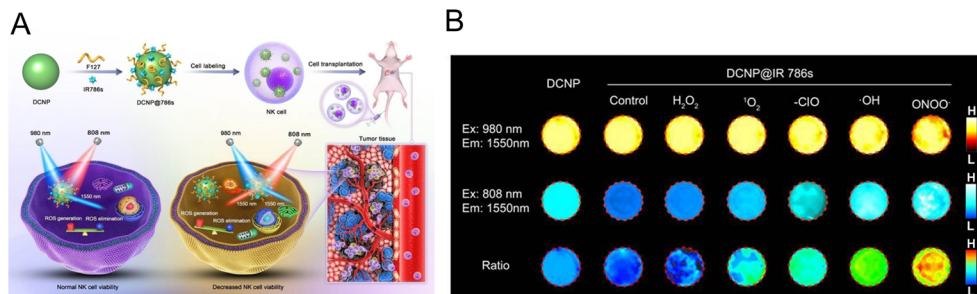 A
DCNP
F127
IR786s
DCNP@786s
Cell labeling
NK cell
Cell transplantation
Tumor tissue
980 nm
808 nm
1550 nm
ROS generation
ROS elimination
Normal NK cell viability
980 nm
808 nm
1550 nm
1550 nm
ROS generation
ROS elimination
Decreased NK cell viability
B
DCNP@IR 786s
DCNP
Control
H₂O₂
¹O₂
-ClO
·OH
ONOO⁻
Ex: 980 nm
Em: 1550nm
H
L
Ex: 808 nm
Em: 1550nm
H
L
Ratio
H
L